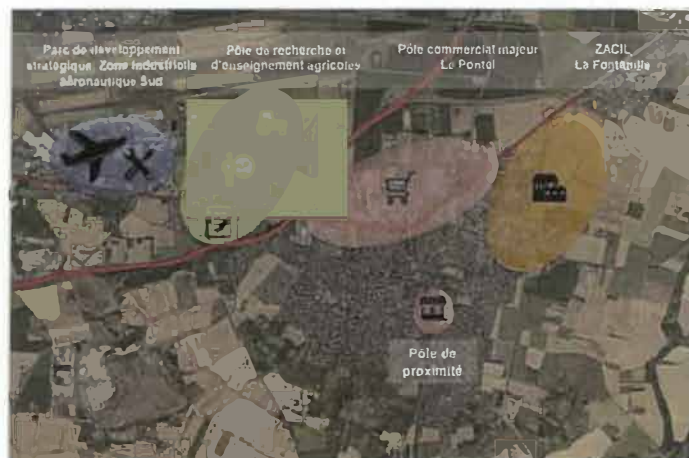 Parc de développement
stratégique Zone Industrielle
aéronautique Sud
Pôle de recherche et
d'enseignement agricoles
Pôle commercial majeur
Le Pontel
ZACIL
La Fontanille
Pôle de
proximité